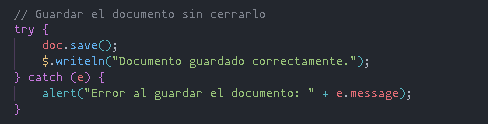 // Guardar el documento sin cerrarlo
try {
    doc.save();
    $.writeln("Documento guardado correctamente.");
} catch (e) {
    alert("Error al guardar el documento: " + e.message);
}